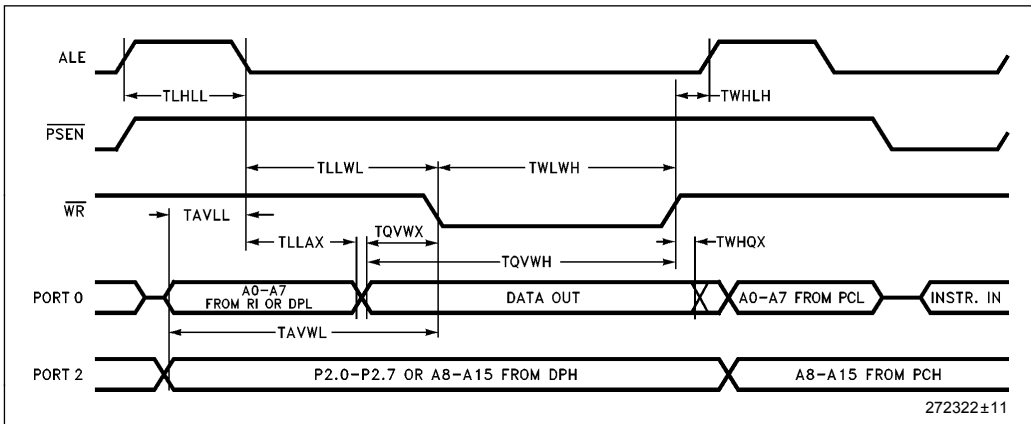 ALE
TLHLL
TWHLH
PSEN
TLLWL
TWLWH
WR
TAVLL
TLLAX
TQVWX
TWHQX
TQVWH
PORT 0
A0-A7
FROM RI OR DPL
DATA OUT
A0-A7 FROM PCL
INSTR. IN
TAVWL
PORT 2
P2.0-P2.7 OR A8-A15 FROM DPH
A8-A15 FROM PCH
272322±11